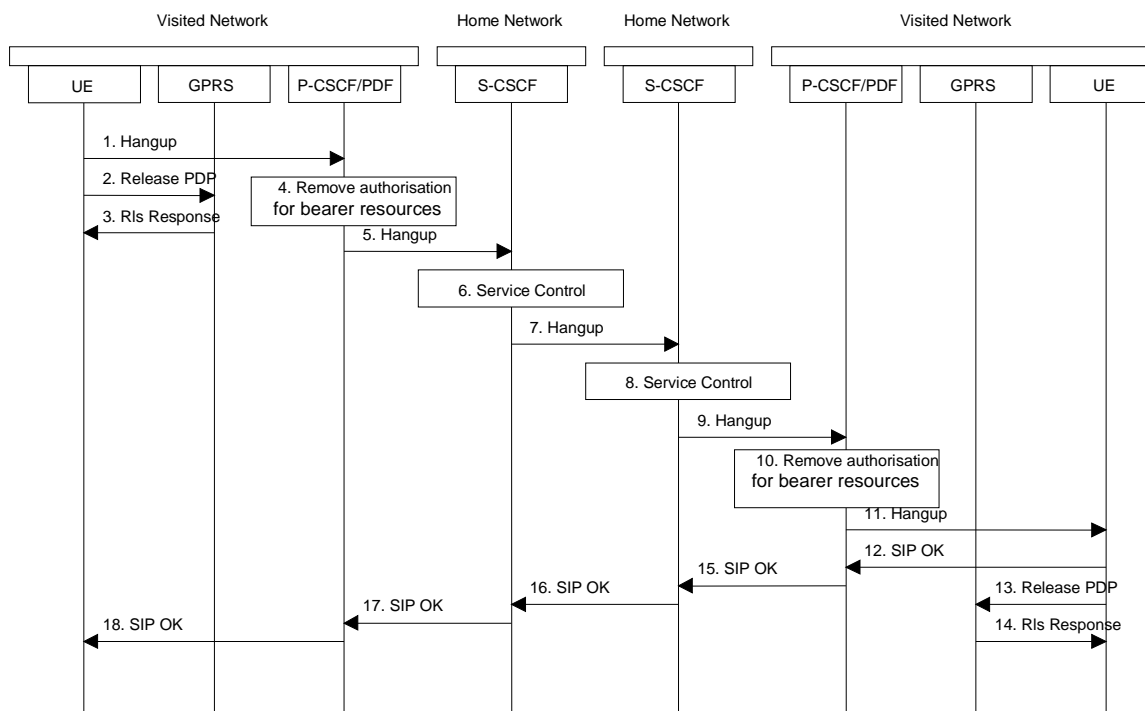 Visited Network
Home Network
Home Network
Visited Network
UE
GPRS
P-CSCF/PDF
S-CSCF
S-CSCF
P-CSCF/PDF
GPRS
UE
1. Hangup
2. Release PDP
4. Remove authorisation
for bearer resources
3. Rls Response
5. Hangup
6. Service Control
7. Hangup
8. Service Control
9. Hangup
10. Remove authorisation
for bearer resources
11. Hangup
12. SIP OK
15. SIP OK
13. Release PDP
16. SIP OK
17. SIP OK
14. Rls Response
18. SIP OK